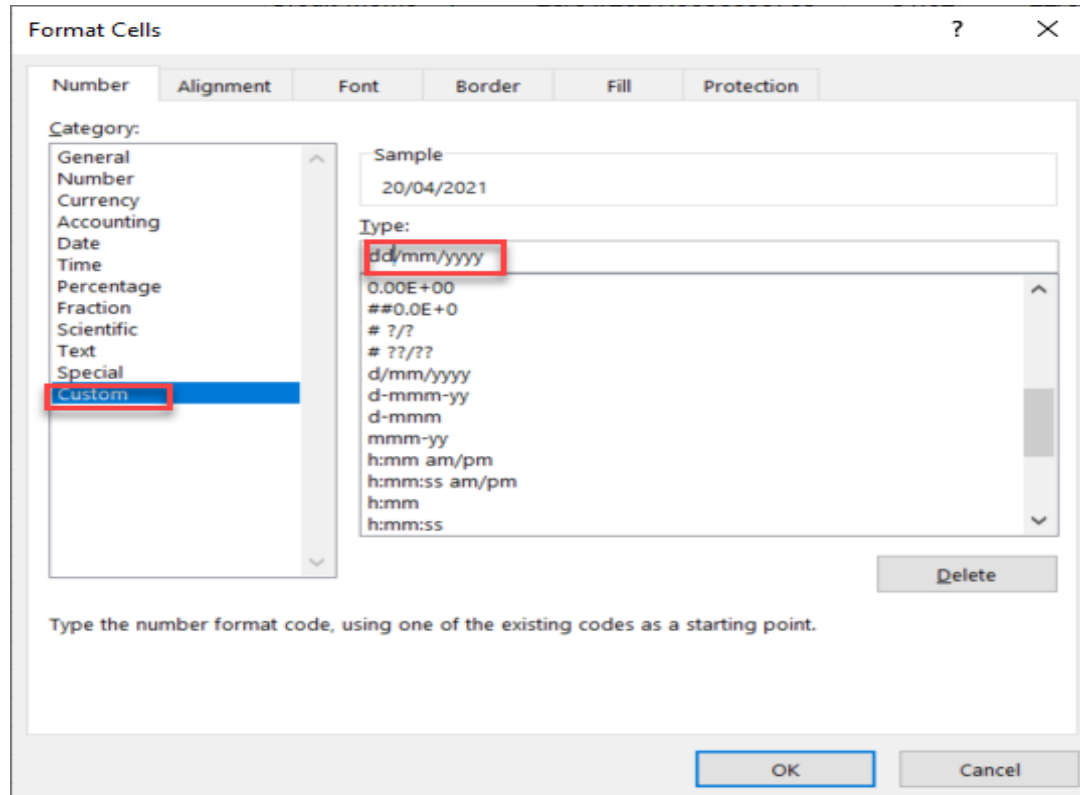 Format Cells ? ×
Number Alignment Font Border Fill Protection
Category:
General
Number
Currency
Accounting
Date
Time
Percentage
Fraction
Scientific
Text
Special
Custom
Sample
20/04/2021
Type:
dd/mm/yyyy
0.00E+00
##0.0E+0
# ?/?
# ??/??
d/mm/yyyy
d-mmm-yy
d-mmm
mmm-yy
h:mm am/pm
h:mm:ss am/pm
h:mm
h:mm:ss
Delete
Type the number format code, using one of the existing codes as a starting point.
OK Cancel